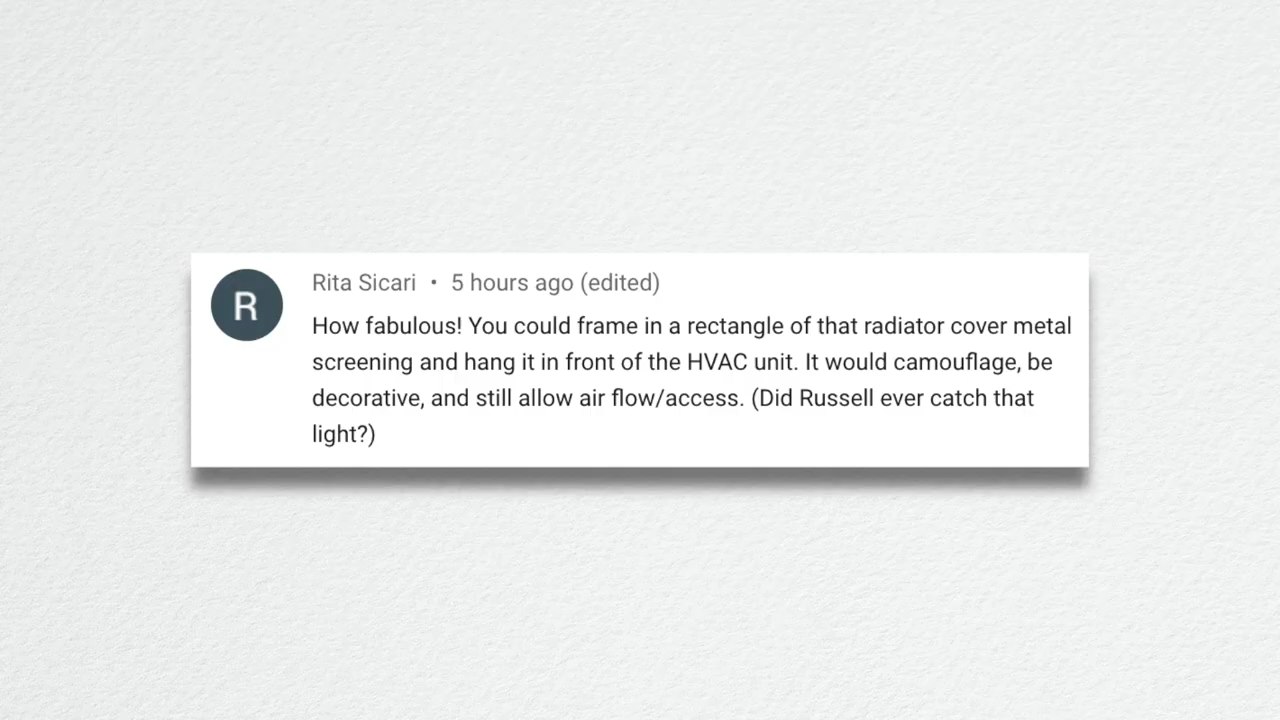 R
Rita Sicari • 5 hours ago (edited)
How fabulous! You could frame in a rectangle of that radiator cover metal
screening and hang it in front of the HVAC unit. It would camouflage, be
decorative, and still allow air flow/access. (Did Russell ever catch that
light?)